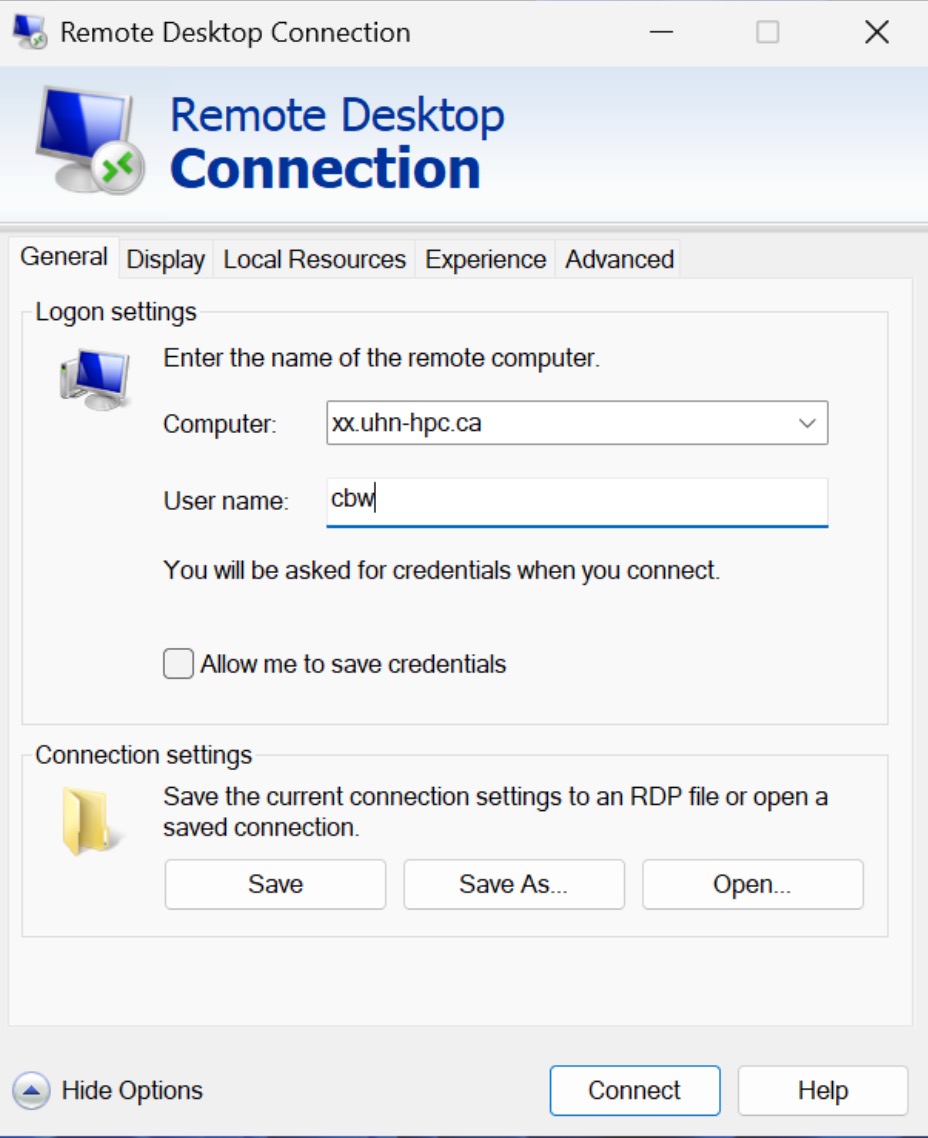 Remote Desktop Connection
Remote Desktop
Connection
General Display Local Resources Experience Advanced
Logon settings
Enter the name of the remote computer.
Computer: xx.uhn-hpc.ca
User name: cbw
You will be asked for credentials when you connect.
Allow me to save credentials
Connection settings
Save the current connection settings to an RDP file or open a
saved connection.
Save Save As... Open...
Hide Options Connect Help